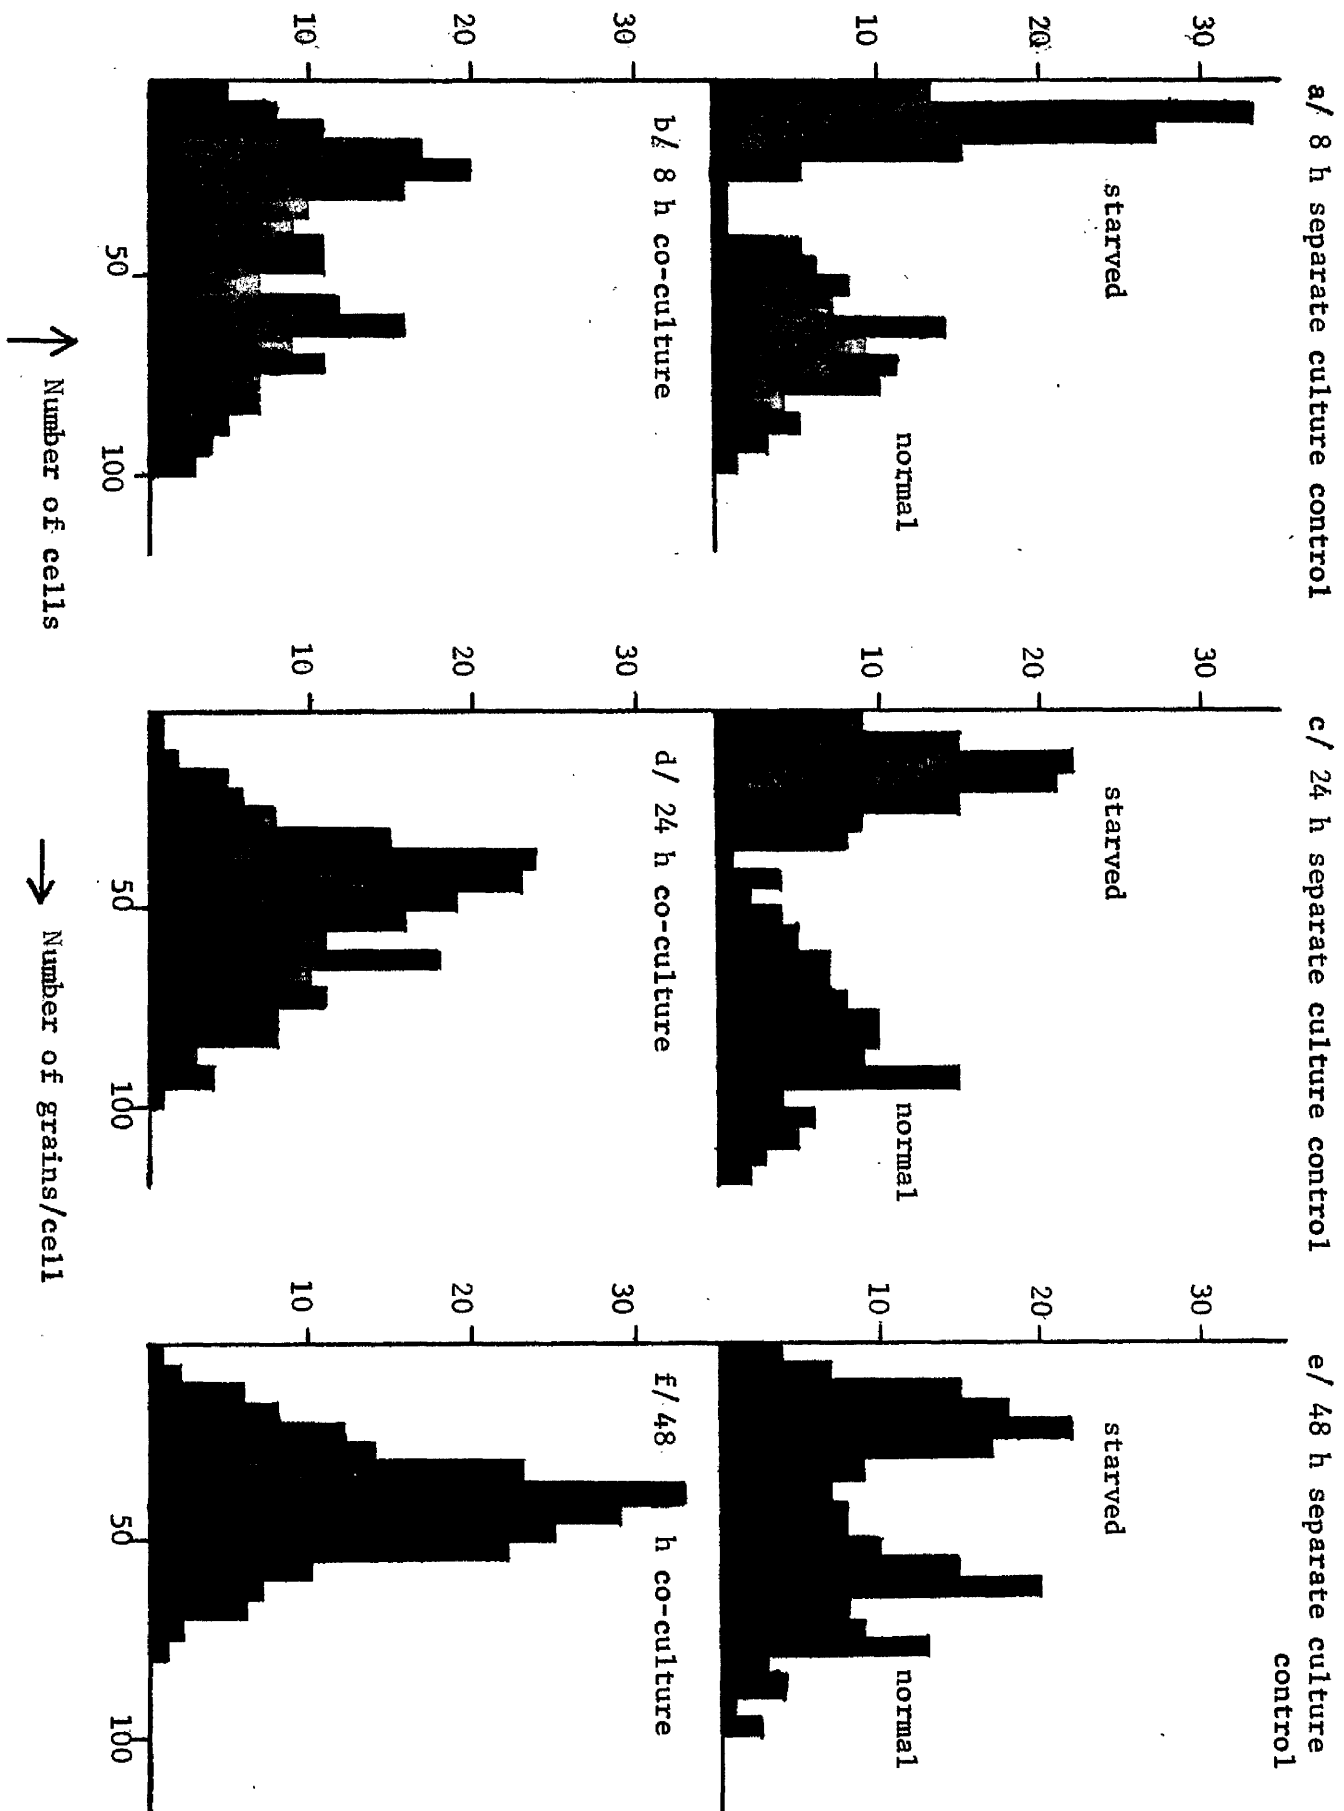 a/ 8 h separate culture control
30
20
10
starved
normal
c/ 24 h separate culture control
30
20
10
starved
normal
e/ 48 h separate culture
control
30
20
10
starved
normal
b/ 8 h co-culture
30
20
10
50
100
d/ 24 h co-culture
30
20
10
50
100
f/ 48 h co-culture
30
20
10
50
100
↑ Number of cells
→ Number of grains/cell